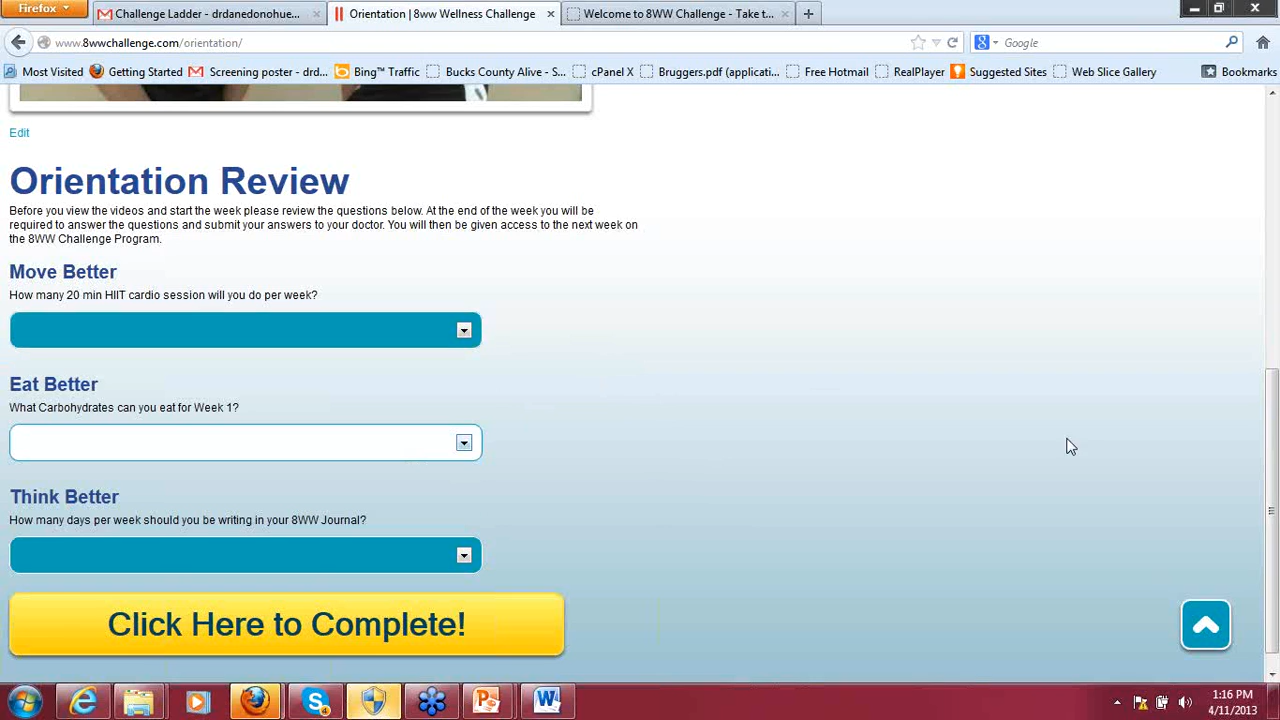 Firefox
Challenge Ladder - drdanedonohue...
Orientation | 8ww Wellness Challenge
Welcome to 8WW Challenge - Take t...
www.8wwchallenge.com/orientation/
Google
Most Visited
Getting Started
Screening poster - drd...
Bing™ Traffic
Bucks County Alive - S...
cPanel X
Bruggers.pdf (applicati...
Free Hotmail
RealPlayer
Suggested Sites
Web Slice Gallery
Bookmarks
Edit
Orientation Review
Before you view the videos and start the week please review the questions below. At the end of the week you will be
required to answer the questions and submit your answers to your doctor. You will then be given access to the next week on
the 8WW Challenge Program.
Move Better
How many 20 min HIIT cardio session will you do per week?
Eat Better
What Carbohydrates can you eat for Week 1?
Think Better
How many days per week should you be writing in your 8WW Journal?
Click Here to Complete!
1:16 PM
4/11/2013